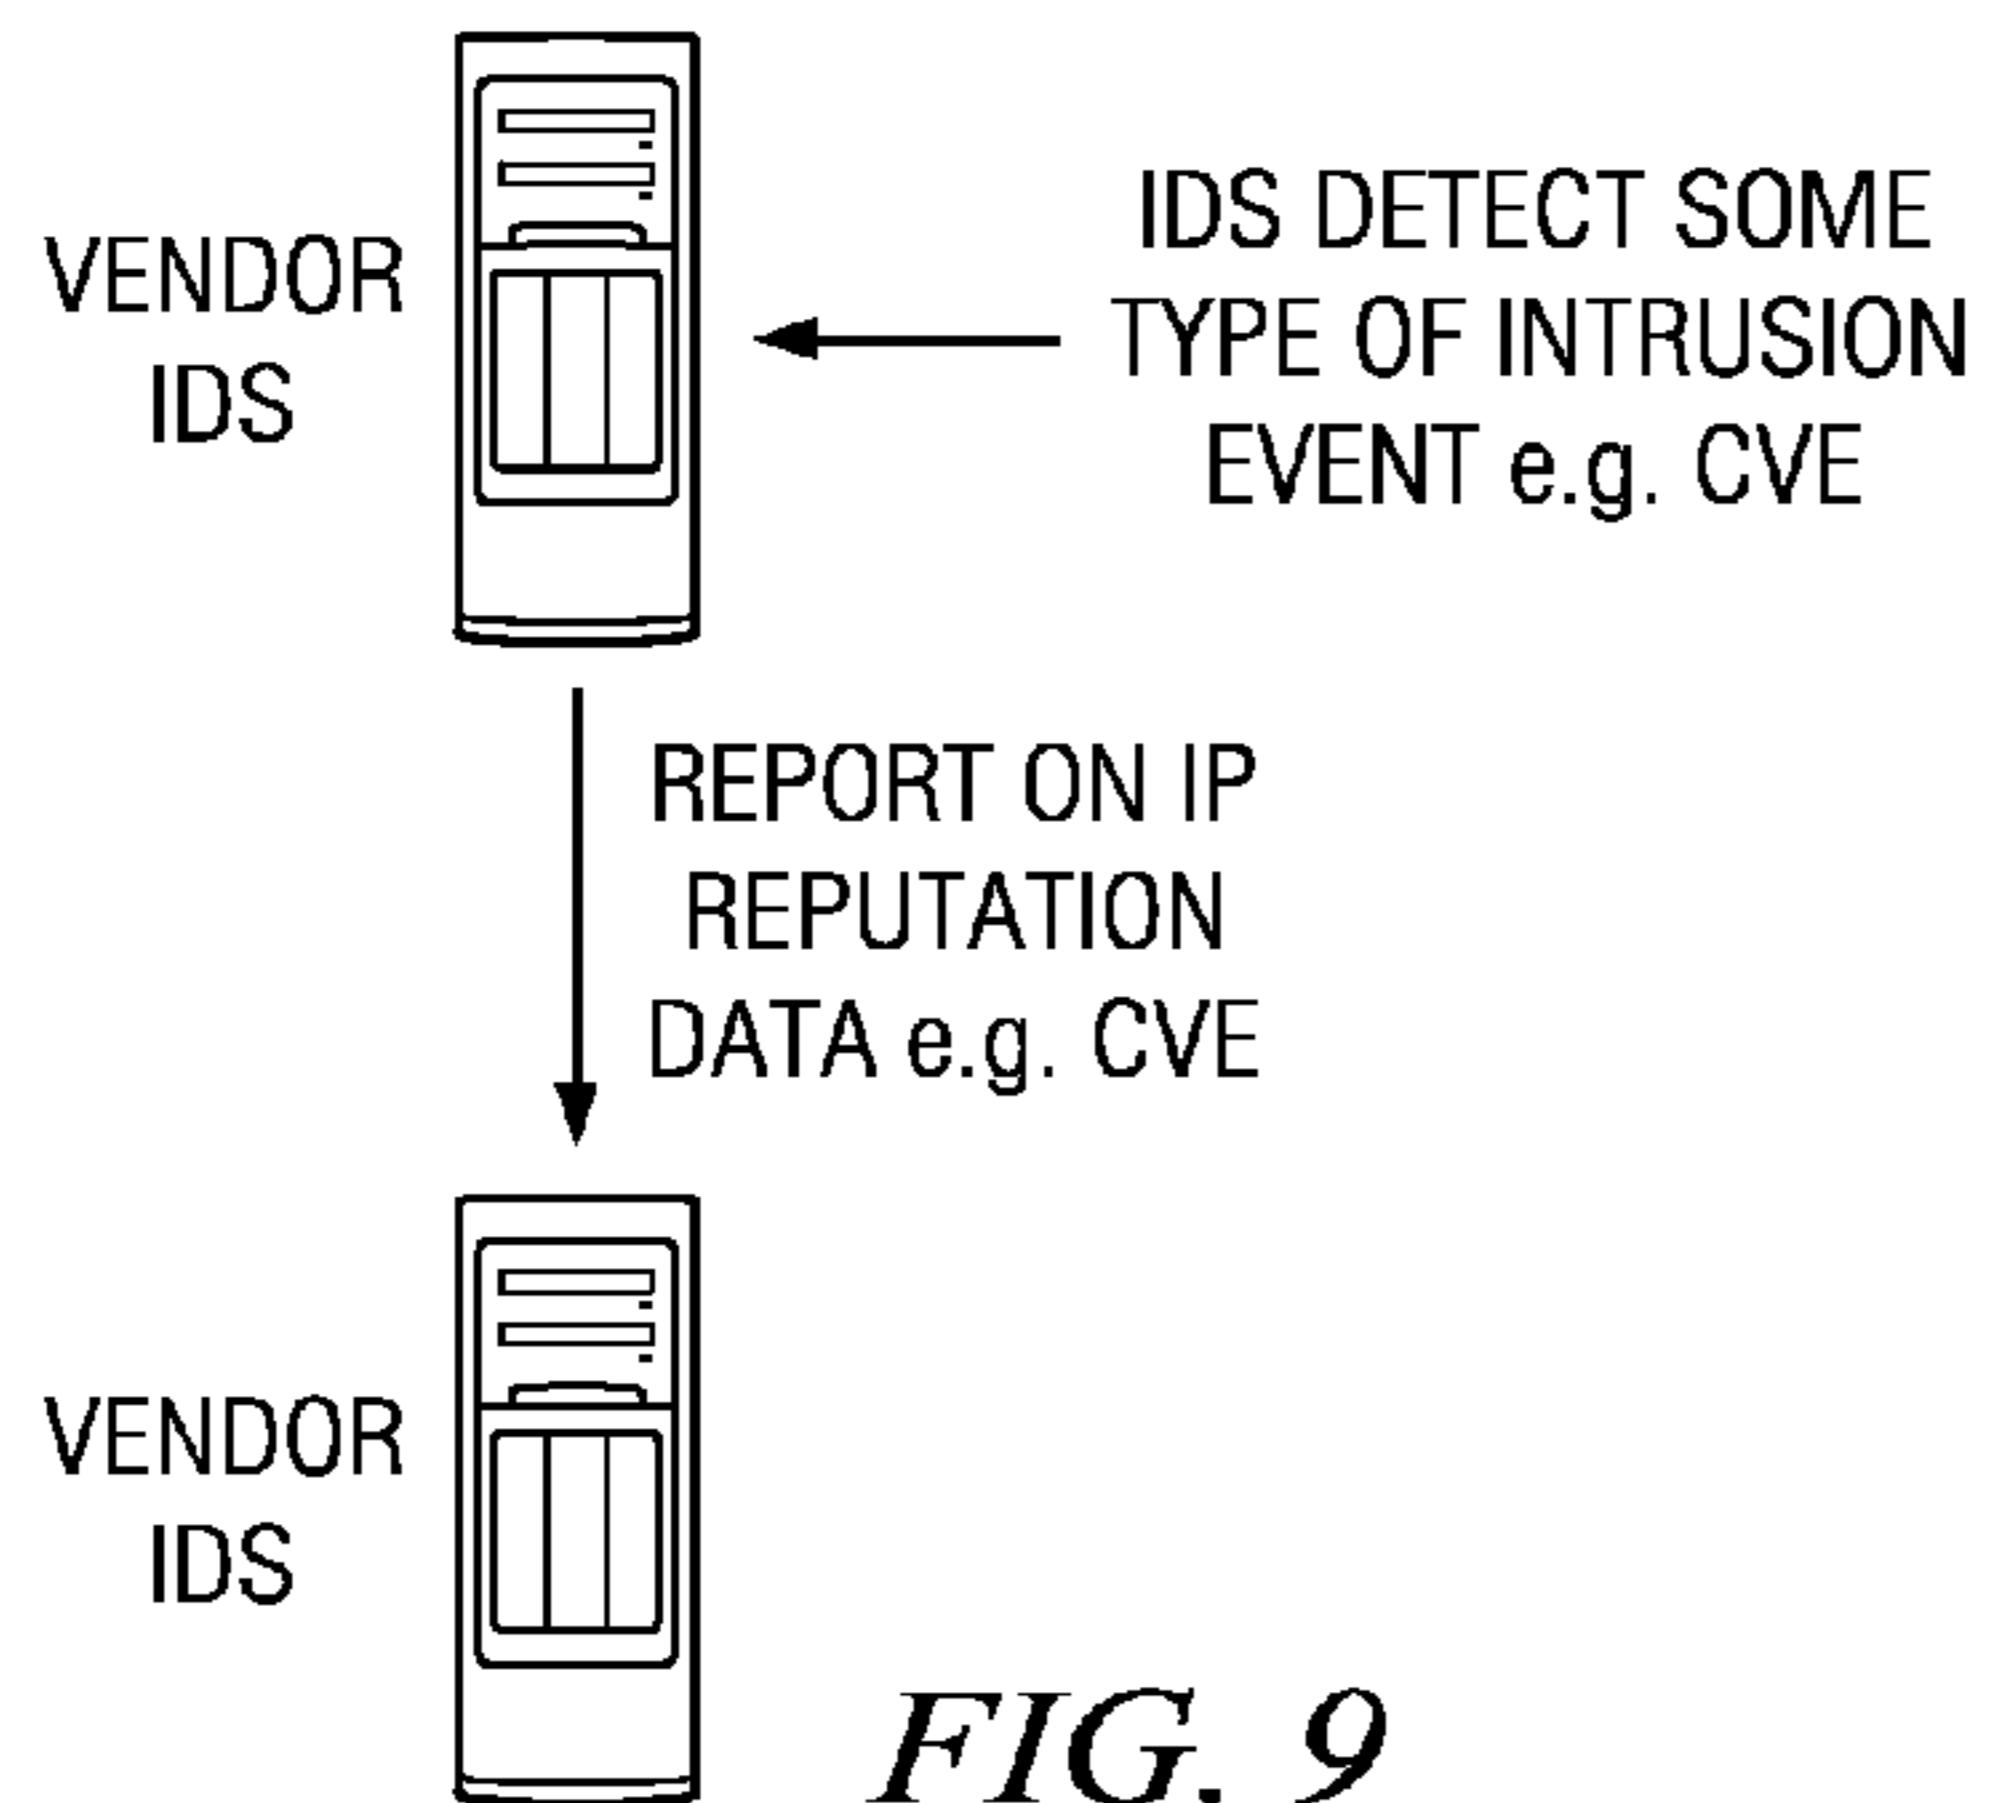 VENDOR
IDS
IDS DETECT SOME
TYPE OF INTRUSION
EVENT e.g. CVE
REPORT ON IP
REPUTATION
DATA e.g. CVE
VENDOR
IDS
FIG. 9